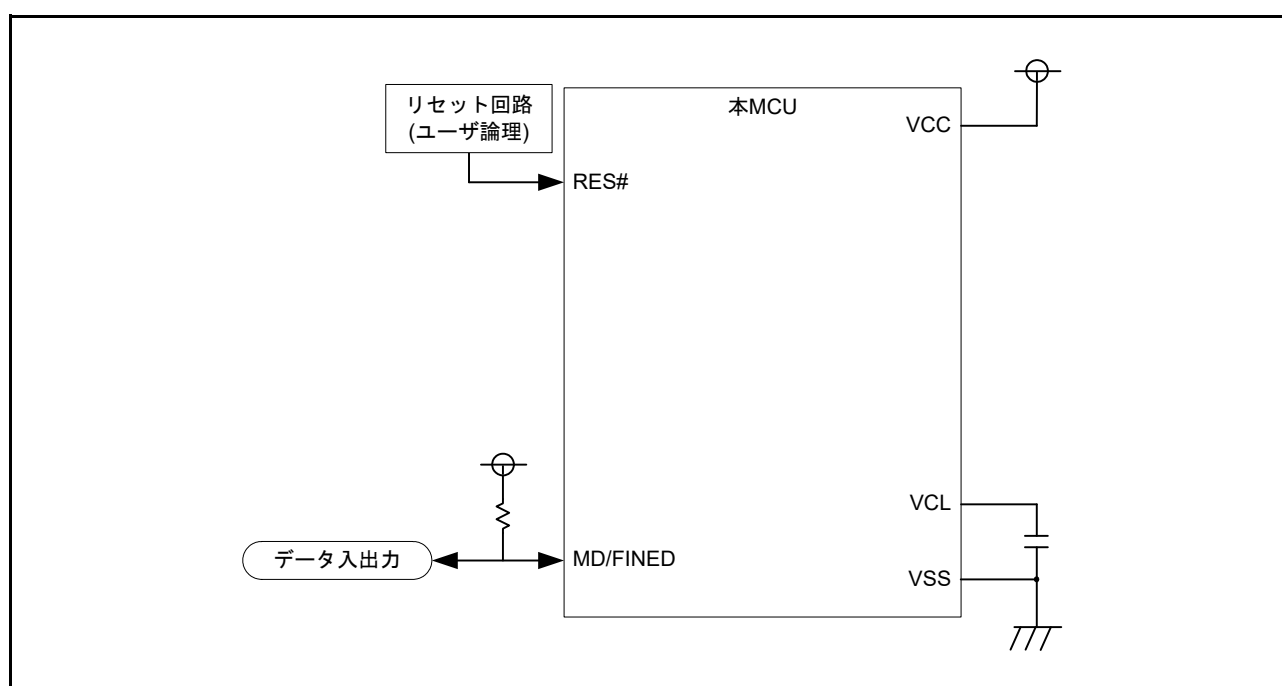 リセット回路
(ユーザ論理)
本MCU
VCC
RES#
VCL
データ入出力
MD/FINED
VSS